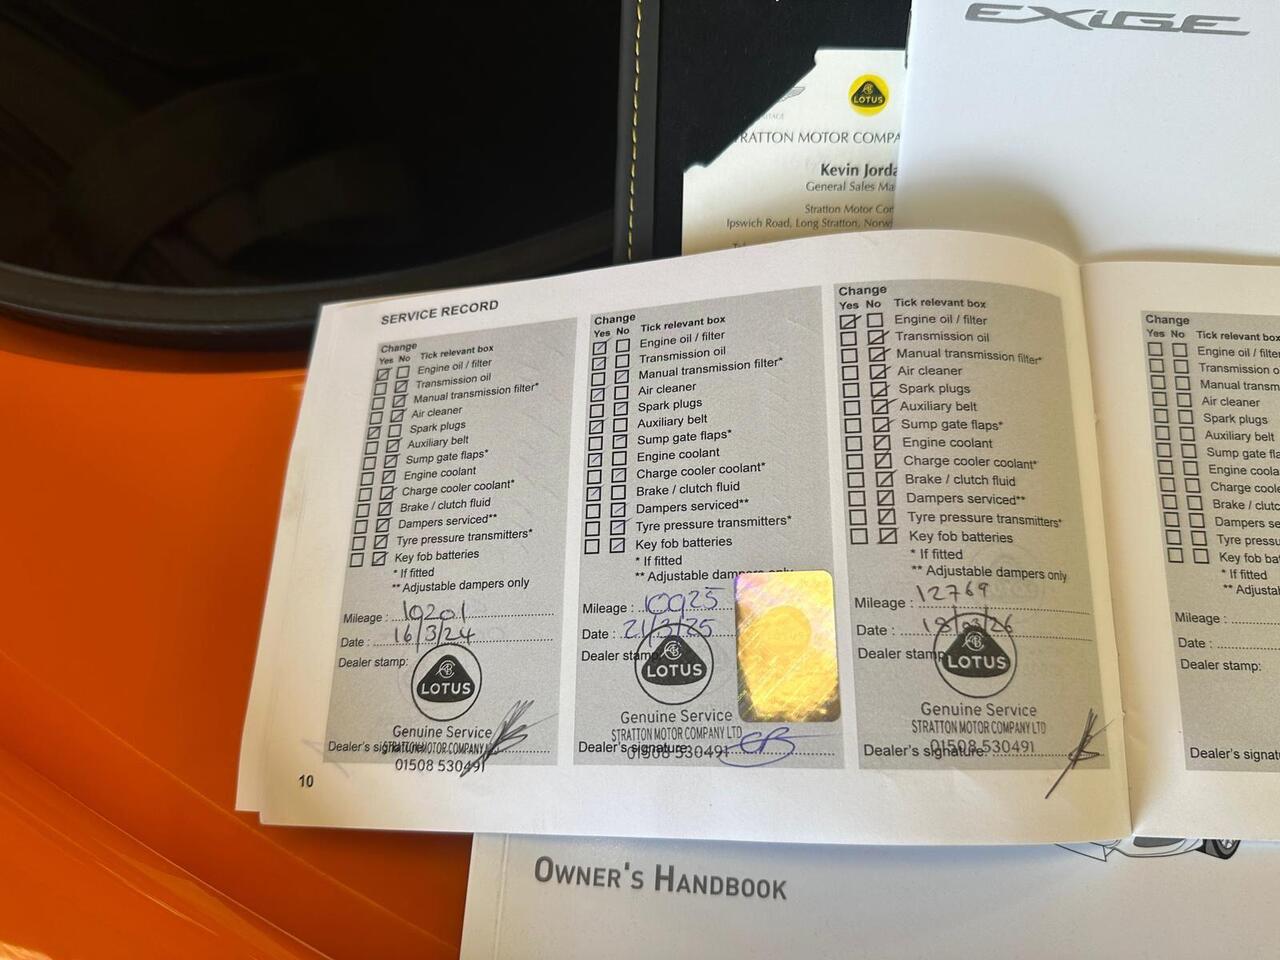 EXiGE
LOTUS
RATTON MOTOR COMPA
Kevin Jorda
General Sales Ma
Stratton Motor Cor
Ipswich Road, Long Stratton, Norw
SERVICE RECORD
Change
Yes No Tick relevant box
Engine oil / filter
Transmission oil
Manual transmission filter*
Air cleaner
Spark plugs
Auxiliary belt
Sump gate flaps*
Engine coolant
Charge cooler coolant*
Brake / clutch fluid
Dampers serviced**
Tyre pressure transmitters*
Key fob batteries
* If fitted
** Adjustable dampers only
Mileage : 10201
Date : 16/3/24
Dealer stamp:
LOTUS
Genuine Service
STRATTON MOTOR COMPANY
Dealer's signature:
01508 530491
10
Change
Yes No Tick relevant box
Engine oil / filter
Transmission oil
Manual transmission filter*
Air cleaner
Spark plugs
Auxiliary belt
Sump gate flaps*
Engine coolant
Charge cooler coolant*
Brake / clutch fluid
Dampers serviced**
Tyre pressure transmitters*
Key fob batteries
* If fitted
** Adjustable dampers only
Mileage :
Date : 21/3/25
Dealer stamp:
LOTUS
Genuine Service
STRATTON MOTOR COMPANY LTD
Dealer's signature:
01508 530491
Change
Yes No Tick relevant box
Engine oil / filter
Transmission oil
Manual transmission filter*
Air cleaner
Spark plugs
Auxiliary belt
Sump gate flaps*
Engine coolant
Charge cooler coolant*
Brake / clutch fluid
Dampers serviced**
Tyre pressure transmitters*
Key fob batteries
* If fitted
** Adjustable dampers only
Mileage : 12769
Date : 18/03/26
Dealer stamp:
LOTUS
Genuine Service
STRATTON MOTOR COMPANY LTD
Dealer's signature:
01508 530491
Change
Yes No Tick relevant box
Engine oil / filte
Transmission o
Manual transm
Air cleaner
Spark plugs
Auxiliary belt
Sump gate fla
Engine coola
Charge coole
Brake / clutc
Dampers se
Tyre pressu
Key fob ba
* If fitted
** Adjusta
Mileage :
Date :
Dealer stamp:
Dealer's signat
OWNER'S HANDBOOK